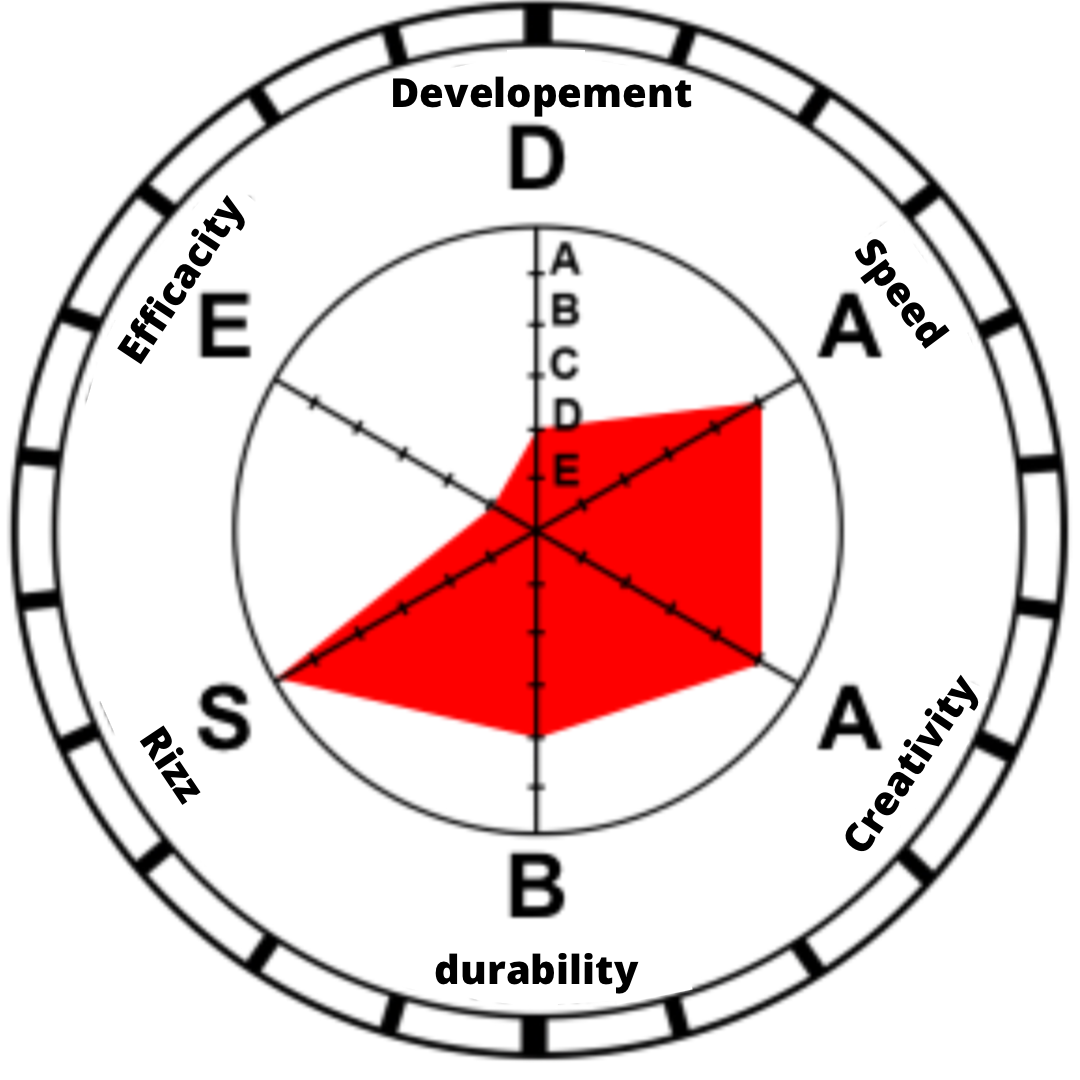 Developement
D
Efficacity
E
Speed
A
A
B
C
D
E
S
Rizz
A
Creativity
B
durability